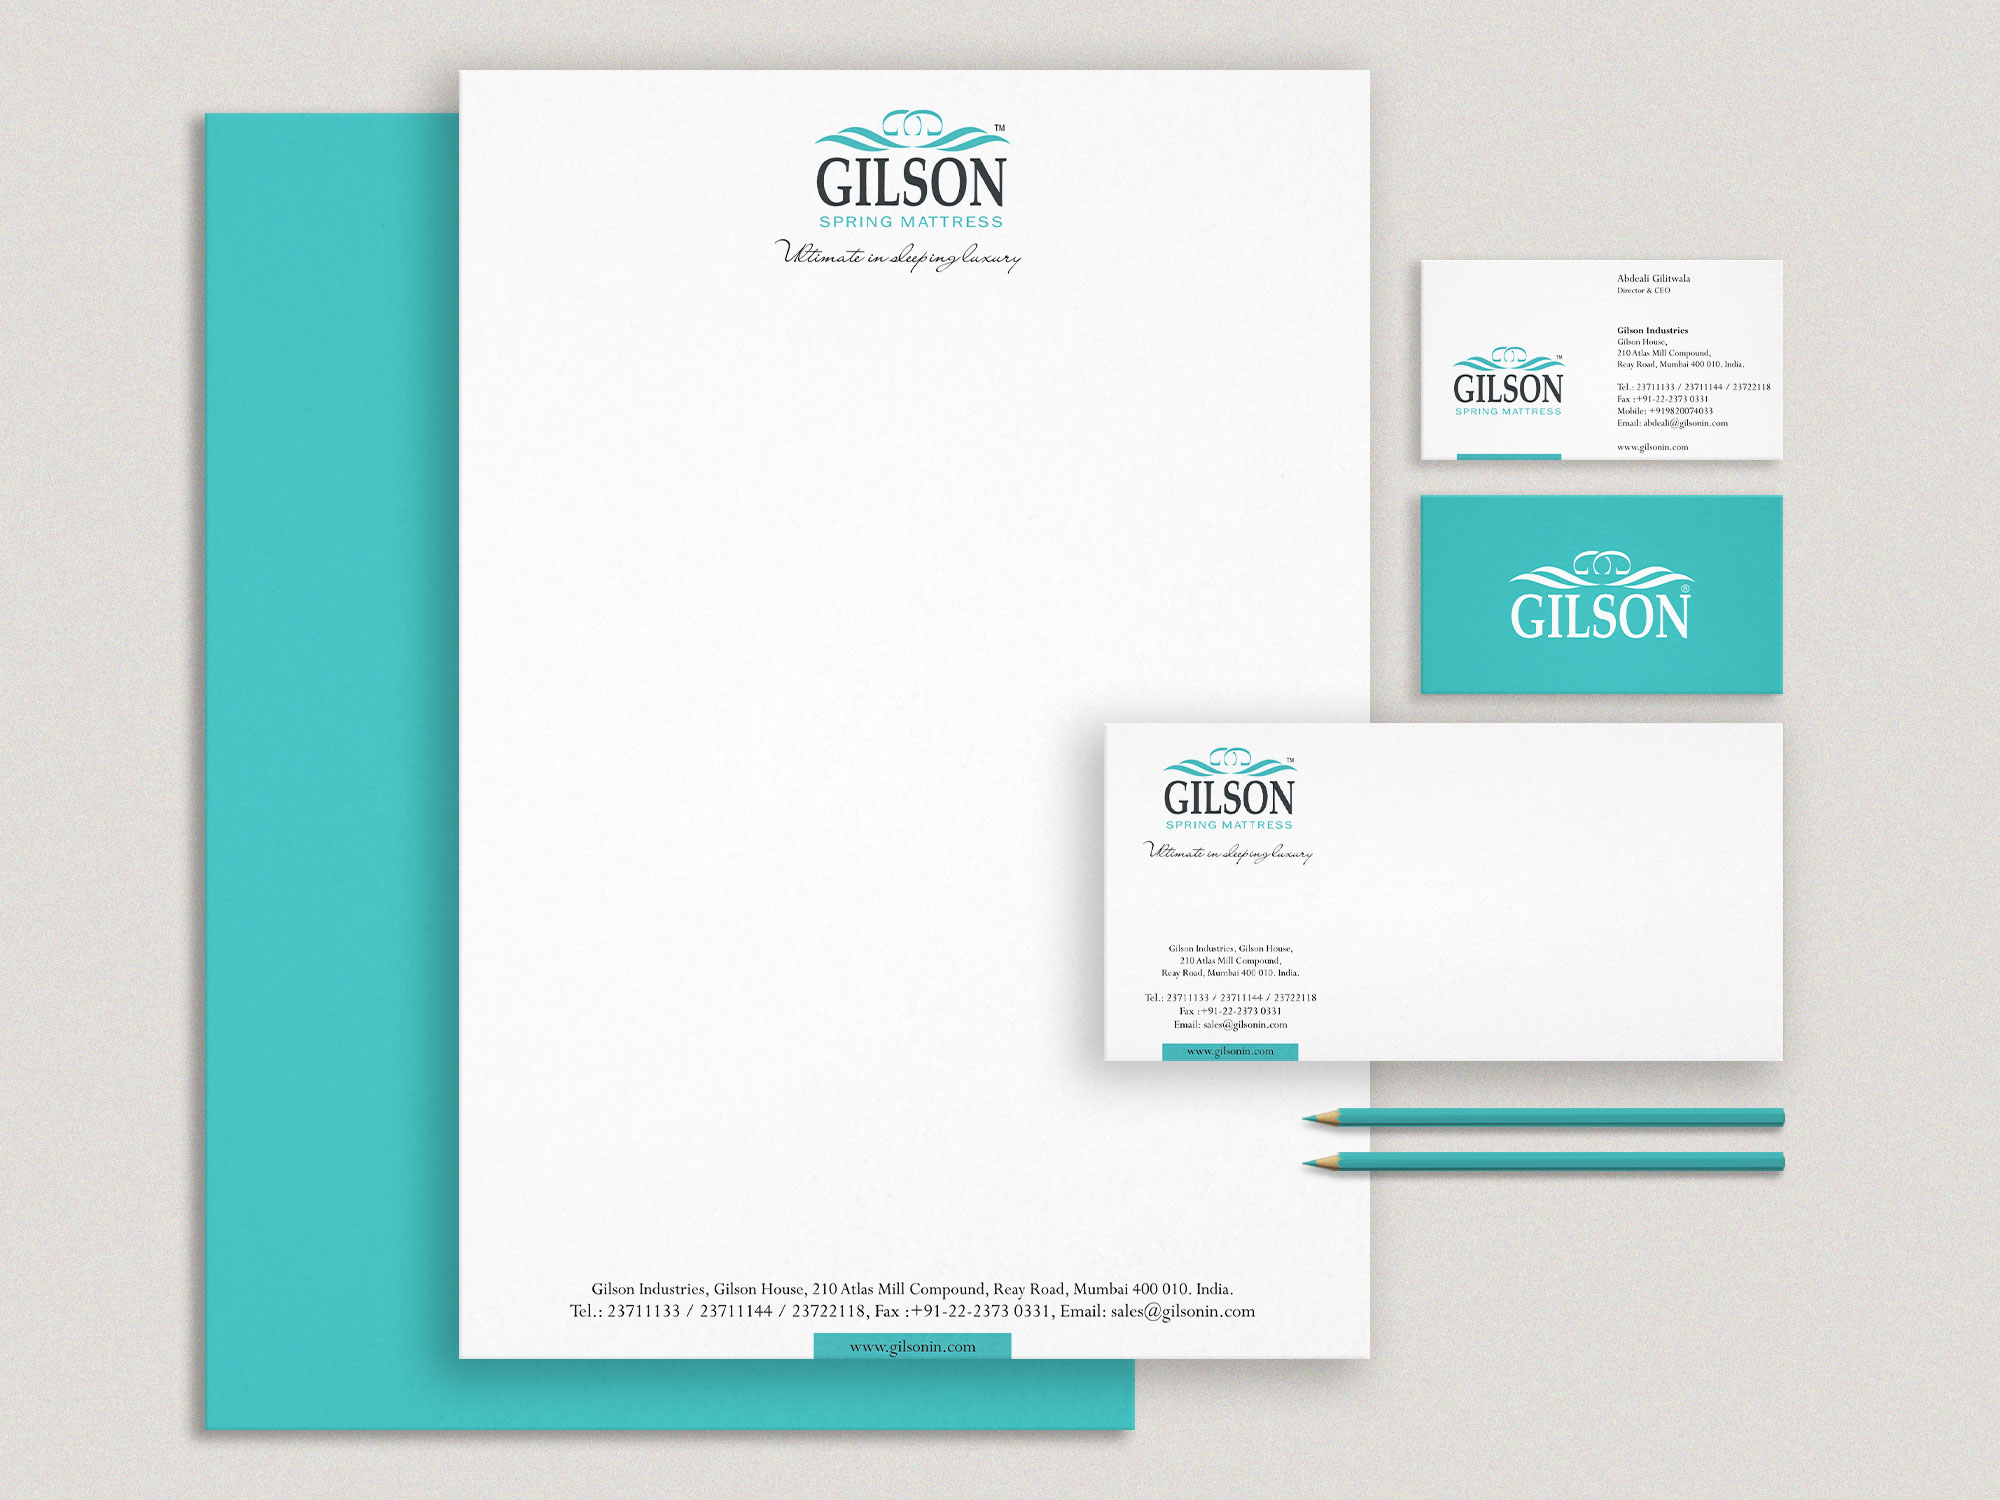 TM
GILSON
SPRING MATTRESS
Ultimate in sleeping luxury
Gilson Industries, Gilson House, 210 Atlas Mill Compound, Reay Road, Mumbai 400 010. India.
Tel.: 23711133 / 23711144 / 23722118, Fax :+91-22-2373 0331, Email: sales@gilsonin.com
www.gilsonin.com
Abdeali Gilitwala
Director & CEO
Gilson Industries
Gilson House,
210 Atlas Mill Compound,
Reay Road, Mumbai 400 010. India.
Tel.: 23711133 / 23711144 / 23722118
Fax :+91-22-2373 0331
Mobile: +919820074033
Email: abdeali@gilsonin.com
www.gilsonin.com
TM
GILSON
SPRING MATTRESS
®
GILSON
TM
GILSON
SPRING MATTRESS
Ultimate in sleeping luxury
Gilson Industries, Gilson House,
210 Atlas Mill Compound,
Reay Road, Mumbai 400 010. India.
Tel.: 23711133 / 23711144 / 23722118
Fax :+91-22-2373 0331
Email: sales@gilsonin.com
www.gilsonin.com